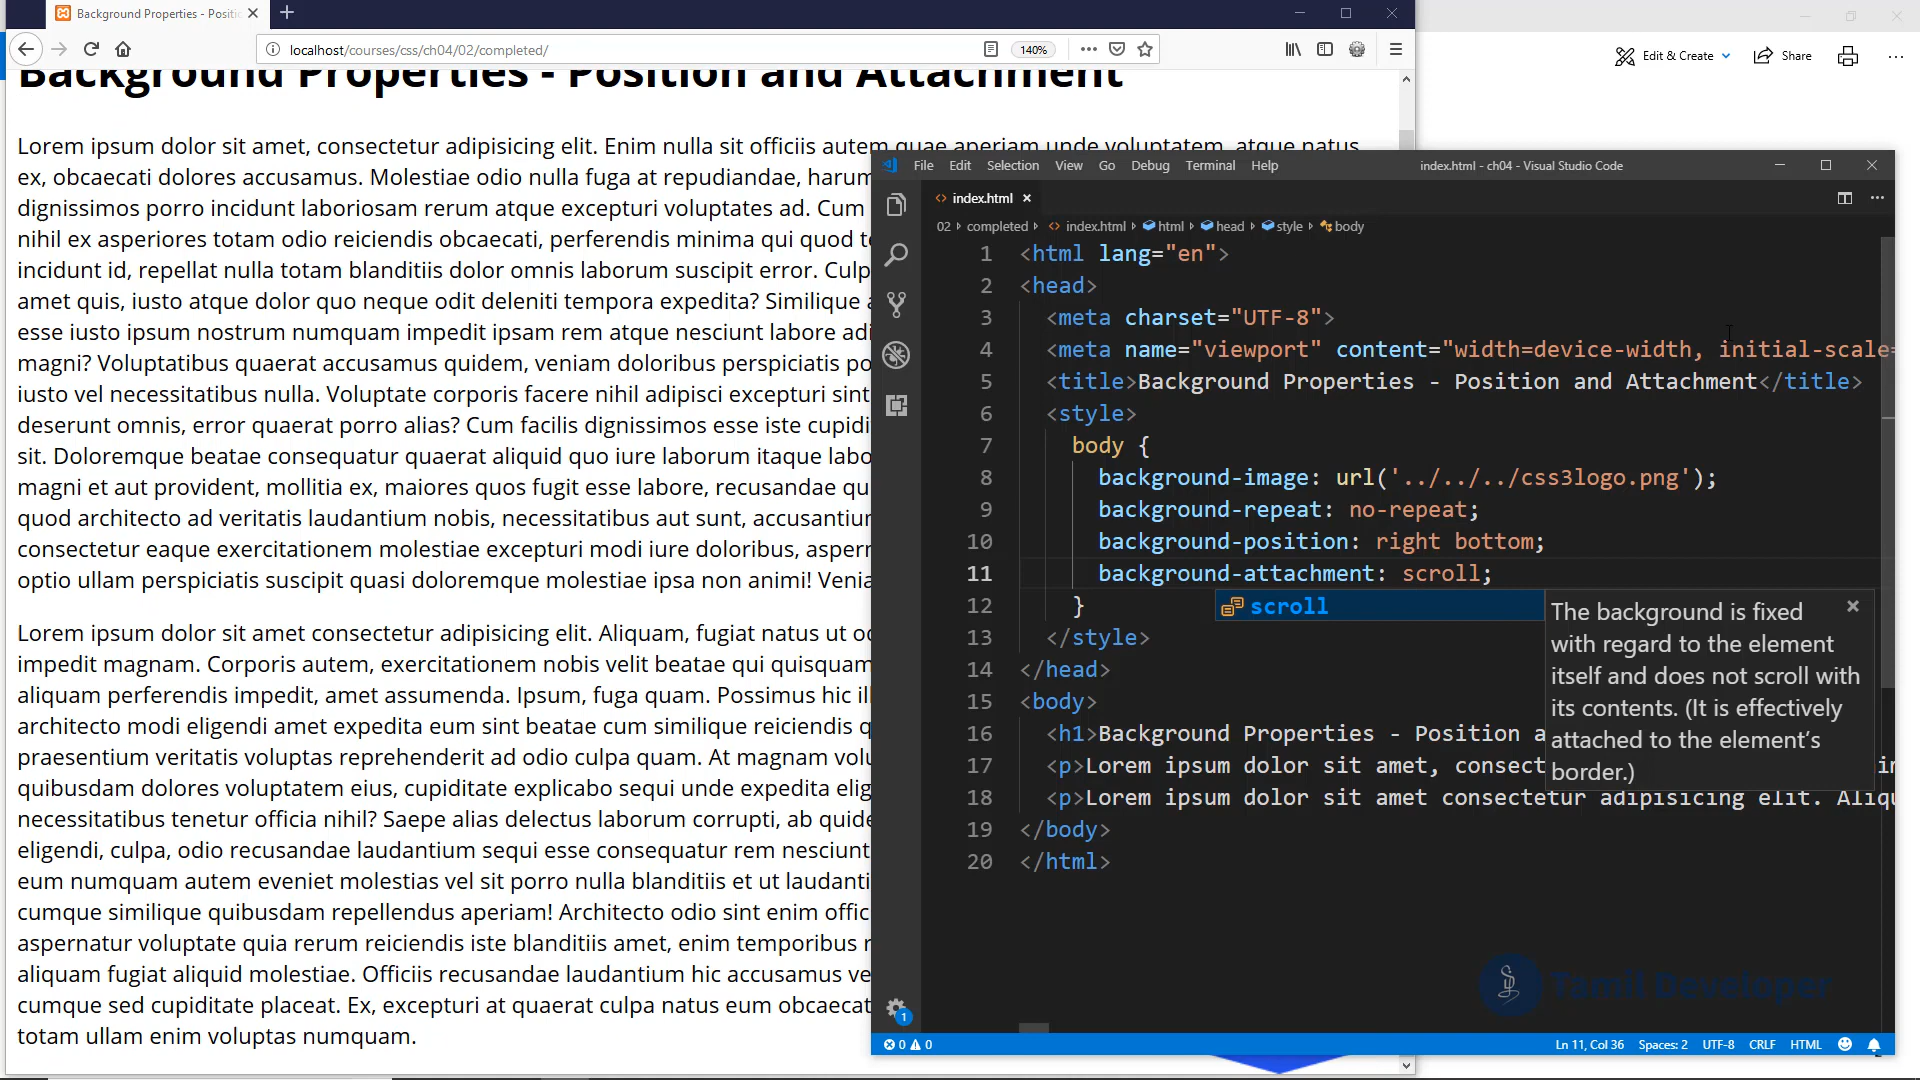 Background Properties - Positi
localhost/courses/css/ch04/02/completed/
140%
Edit & Create
Share
Background Properties - Position and Attachment
Lorem ipsum dolor sit amet, consectetur adipisicing elit. Enim nulla sit officiis autem quae aperiam unde voluptatem, atque natus
ex, obcaecati dolores accusamus. Molestiae odio nulla fuga at repudiandae, harum
dignissimos porro incidunt laboriosam rerum atque excepturi voluptates ad. Cum
nihil ex asperiores totam odio reiciendis obcaecati, perferendis minima qui quod te
incidunt id, repellat nulla totam blanditiis dolor omnis laborum suscipit error. Culp
amet quis, iusto atque dolor quo neque odit deleniti tempora expedita? Similique a
esse iusto ipsum nostrum numquam impedit ipsam rem atque nesciunt labore adi
magni? Voluptatibus quaerat accusamus quidem, veniam doloribus perspiciatis po
iusto vel necessitatibus nulla. Voluptate corporis facere nihil adipisci excepturi sint
deserunt omnis, error quaerat porro alias? Cum facilis dignissimos esse iste cupidi
sit. Doloremque beatae consequatur quaerat aliquid quo iure laborum itaque labo
magni et aut provident, mollitia ex, maiores quos fugit esse labore, recusandae qu
quod architecto ad veritatis laudantium nobis, necessitatibus aut sunt, accusantiur
consectetur eaque exercitationem molestiae excepturi modi iure doloribus, aspern
optio ullam perspiciatis suscipit quasi doloremque molestiae ipsa non animi! Venia
Lorem ipsum dolor sit amet consectetur adipisicing elit. Aliquam, fugiat natus ut oc
impedit magnam. Corporis autem, exercitationem nobis velit beatae qui quisquam
aliquam perferendis impedit, amet assumenda. Ipsum, fuga quam. Possimus hic ill
architecto modi eligendi amet expedita eum sint beatae cum similique reiciendis q
praesentium veritatis voluptas reprehenderit ad odio culpa quam. At magnam volu
quibusdam dolores voluptatem eius, cupiditate explicabo sequi unde expedita elig
necessitatibus tenetur officia nihil? Saepe alias delectus laborum corrupti, ab quide
eligendi, culpa, odio recusandae laudantium sequi esse consequatur rem nesciunt
eum numquam autem eveniet molestias vel sit porro nulla blanditiis et ut laudanti
cumque similique quibusdam repellendus aperiam! Architecto odio sint enim offic
aspernatur voluptate quia rerum reiciendis iste blanditiis amet, enim temporibus r
aliquam fugiat aliquid molestiae. Officiis recusandae laudantium hic accusamus ve
cumque sed cupiditate placeat. Ex, excepturi at quaerat culpa natus eum obcaecat
totam ullam enim voluptas numquam.
File Edit Selection View Go Debug Terminal Help
index.html - ch04 - Visual Studio Code
index.html
02 completed index.html html head style body
1 <html lang="en">
2 <head>
3 <meta charset="UTF-8">
4 <meta name="viewport" content="width=device-width, initial-scale=
5 <title>Background Properties - Position and Attachment</title>
6 <style>
7 body {
8 background-image: url('../../../css3logo.png');
9 background-repeat: no-repeat;
10 background-position: right bottom;
11 background-attachment: scroll;
12 }
13 </style>
14 </head>
15 <body>
16 <h1>Background Properties - Position a
17 <p>Lorem ipsum dolor sit amet, consect
18 <p>Lorem ipsum dolor sit amet consectetur adipisicing elit. Aliqu
19 </body>
20 </html>
scroll
The background is fixed
with regard to the element
itself and does not scroll with
its contents. (It is effectively
attached to the element's
border.)
Tamil Developer
1
0 0
Ln 11, Col 36 Spaces: 2 UTF-8 CRLF HTML